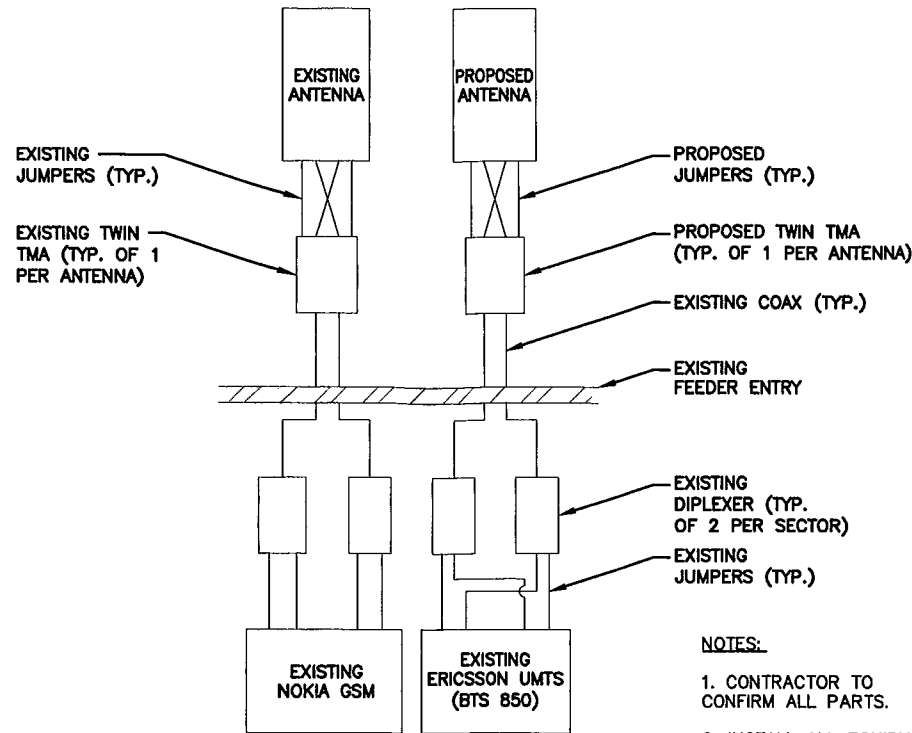 EXISTING
ANTENNA
PROPOSED
ANTENNA
EXISTING
JUMPERS (TYP.)
PROPOSED
JUMPERS (TYP.)
EXISTING TWIN
TMA (TYP. OF 1
PER ANTENNA)
PROPOSED TWIN TMA
(TYP. OF 1 PER ANTENNA)
EXISTING COAX (TYP.)
EXISTING
FEEDER ENTRY
EXISTING
DIPLEXER (TYP.
OF 2 PER SECTOR)
EXISTING
JUMPERS (TYP.)
EXISTING
NOKIA GSM
EXISTING
ERICSSON UMTS
(BTS 850)
NOTES:
1. CONTRACTOR TO
CONFIRM ALL PARTS.